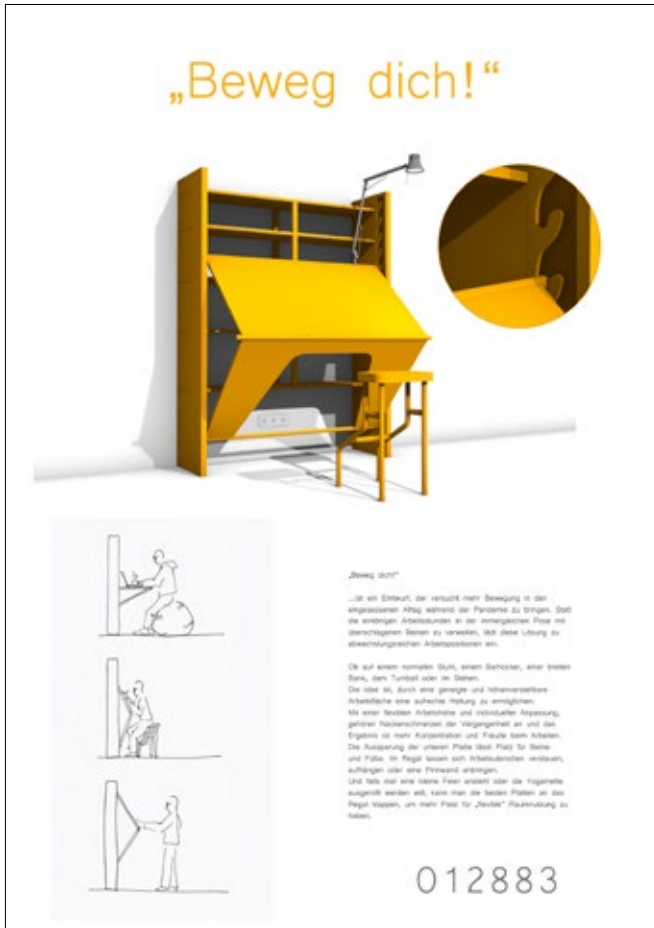 „Beweg dich!“
„Beweg dich!“
...ist ein Entwurf, der versucht mehr Bewegung in den
eingesessenen Alltag während der Pandemie zu bringen. Statt
die eintönigen Arbeitsstunden in der immergleichen Pose mit
überschlagenen Beinen zu verweilen, lädt diese Lösung zu
abwechslungsreichen Arbeitspositionen ein.
Ob auf einem normalen Stuhl, einem Barhocker, einer breiten
Bank, dem Turnball oder im Stehen.
Die Idee ist, durch eine geneigte und höhenverstellbare
Arbeitsfläche eine aufrechte Haltung zu ermöglichen.
Mit einer flexiblen Arbeitshöhe und individueller Anpassung,
gehören Nackenschmerzen der Vergangenheit an und das
Ergebnis ist mehr Konzentration und Freude beim Arbeiten.
Die Aussparung der unteren Platte lässt Platz für Beine
und Füße. Im Regal lassen sich Arbeitsutensilien verstauen,
aufhängen oder eine Pinnwand anbringen.
Und falls mal eine kleine Feier ansteht oder die Yogamatte
ausgerollt werden will, kann man die beiden Platten an das
Regal klappen, um mehr Platz für „flexible“ Raumnutzung zu
haben.
012883